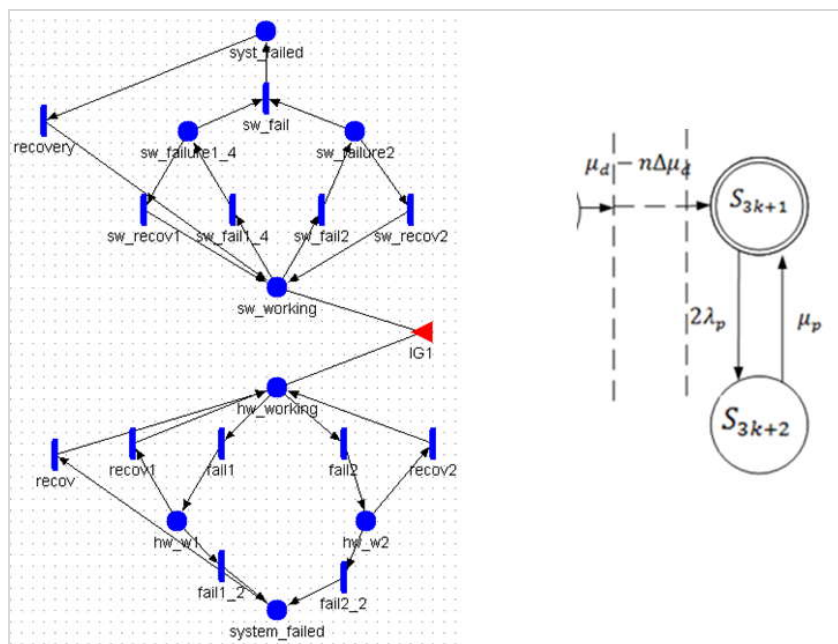 syst_failed
sw_fail
recovery
sw_failure1_4
sw_failure2
sw_recov1
sw_fail1_4
sw_fail2
sw_recov2
sw_working
IG1
hw_working
recov
recov1
fail1
fail2
recov2
hw_w1
hw_w2
fail1_2
fail2_2
system_failed
μd − nΔμd
S3k+1
2λp
μp
S3k+2